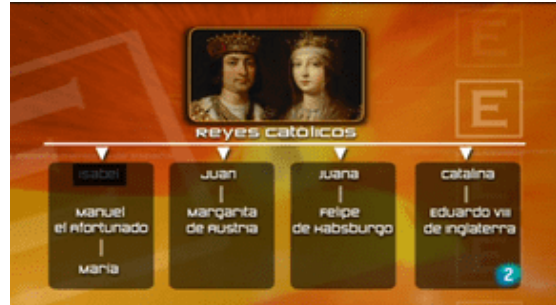 E
Reyes católicos
Isabel
Manuel
el Afortunado
María
Juan
Margarita
de Austria
Juana
Felipe
de Habsburgo
Catalina
Eduardo VIII
de Inglaterra
E
2